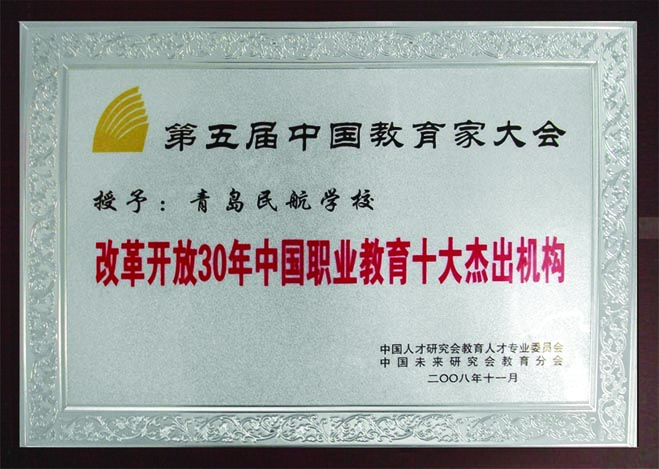 第五届中国教育家大会
授予：青岛民航学校
改革开放30年中国职业教育十大杰出机构
中国人才研究会教育人才专业委员会
中国未来研究会教育分会
二〇〇八年十一月